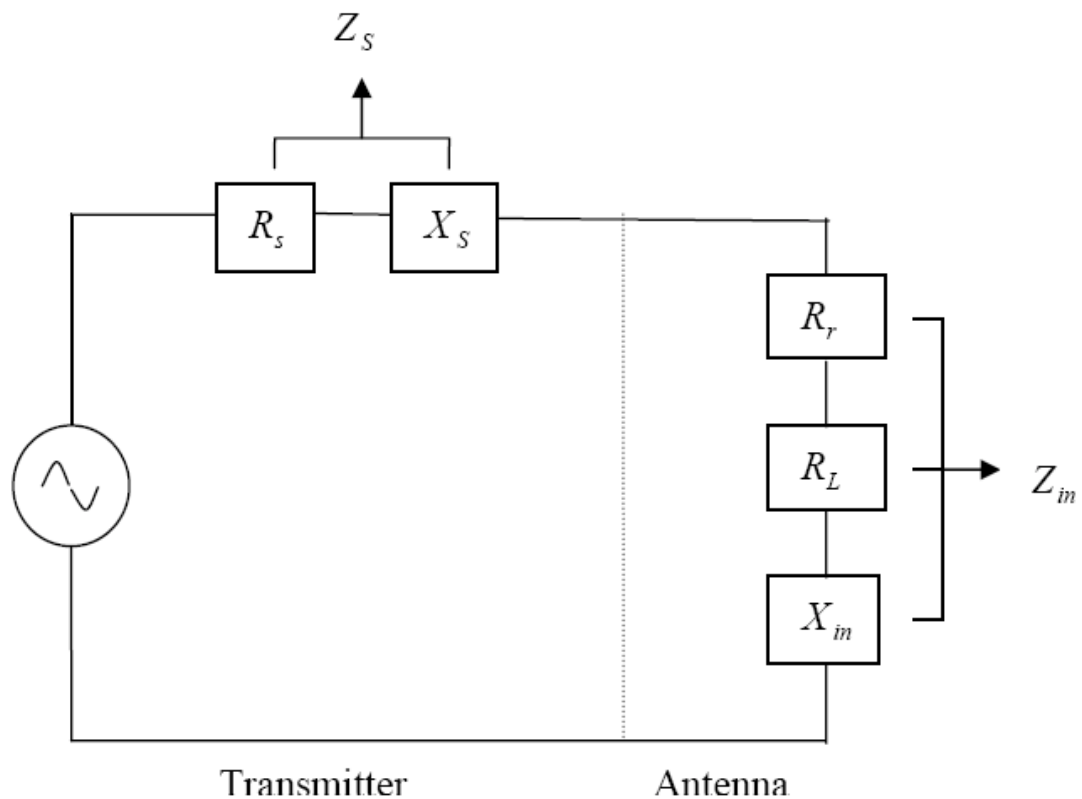 Z_S
R_s
X_S
R_r
R_L
Z_in
X_in
Transmitter
Antenna